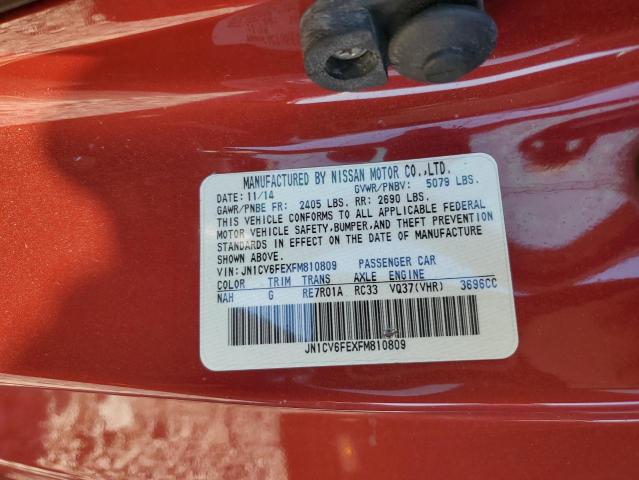 MANUFACTURED BY NISSAN MOTOR CO.,LTD.
DATE: 11/14 GVWR/PNBV: 5079 LBS.
GAWR/PNBE FR: 2405 LBS. RR: 2690 LBS.
THIS VEHICLE CONFORMS TO ALL APPLICABLE FEDERAL
MOTOR VEHICLE SAFETY,BUMPER,AND THEFT PREVENTION
STANDARDS IN EFFECT ON THE DATE OF MANUFACTURE
SHOWN ABOVE.
VIN: JN1CV6FEXFM810809 PASSENGER CAR
COLOR TRIM TRANS AXLE ENGINE
NAH G RE7R01A RC33 VQ37(VHR) 3696CC
JN1CV6FEXFM810809